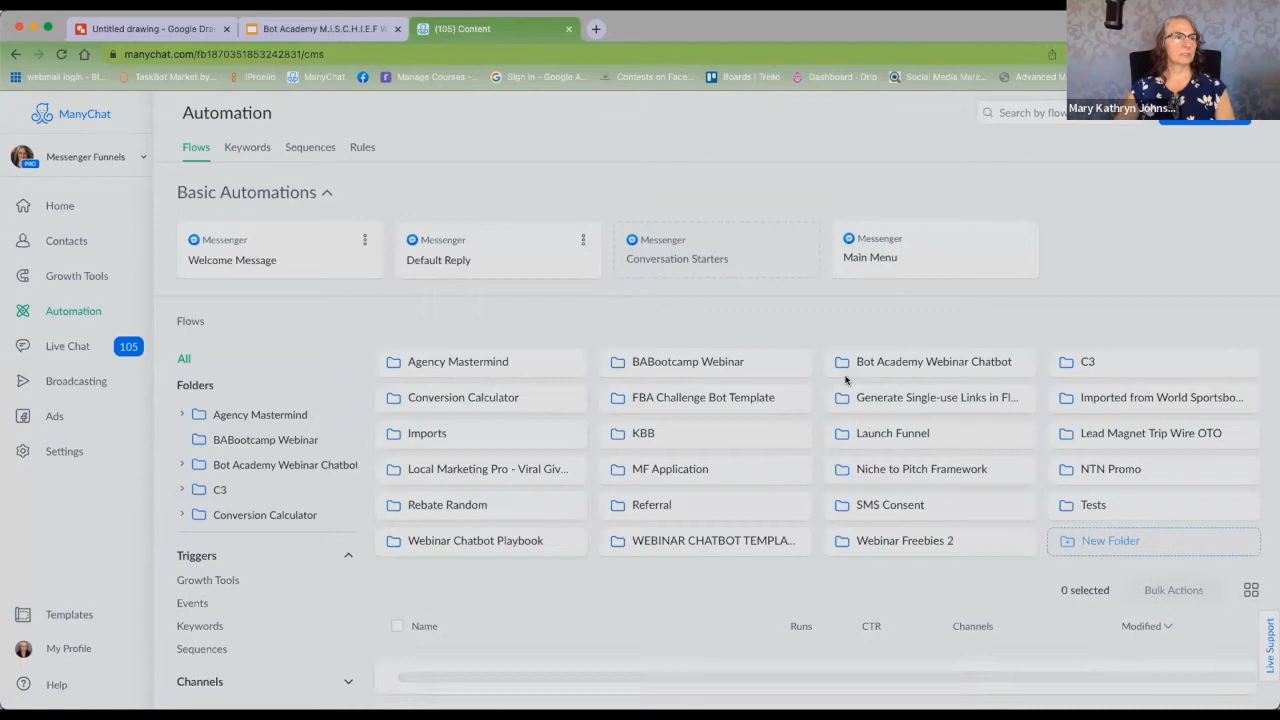 Untitled drawing - Google Dra
Bot Academy M.I.S.C.H.I.E.F W
(105) Content
manychat.com/fb1870351853242831/cms
webmail login - Bl...
TaskBot Market by...
ManyChat
Manage Courses -...
Sign in - Google A...
Contests on Face...
Boards | Trello
Dashboard · Drip
Social Media Mark...
Advanced M
Mary Kathryn Johns...
ManyChat
Automation
Search by flow
Messenger Funnels
PRO
Flows
Keywords
Sequences
Rules
Basic Automations
Home
Contacts
Growth Tools
Automation
Live Chat
105
Broadcasting
Ads
Settings
Templates
My Profile
Help
Messenger
Welcome Message
Messenger
Default Reply
Messenger
Conversation Starters
Messenger
Main Menu
Flows
All
Folders
Agency Mastermind
BABootcamp Webinar
Bot Academy Webinar Chatbot
C3
Conversion Calculator
Triggers
Growth Tools
Events
Keywords
Sequences
Channels
Agency Mastermind
BABootcamp Webinar
Bot Academy Webinar Chatbot
C3
Conversion Calculator
FBA Challenge Bot Template
Generate Single-use Links in Fl...
Imported from World Sportsbo...
Imports
KBB
Launch Funnel
Lead Magnet Trip Wire OTO
Local Marketing Pro - Viral Giv...
MF Application
Niche to Pitch Framework
NTN Promo
Rebate Random
Referral
SMS Consent
Tests
Webinar Chatbot Playbook
WEBINAR CHATBOT TEMPLA...
Webinar Freebies 2
New Folder
0 selected
Bulk Actions
Name
Runs
CTR
Channels
Modified
Live Support